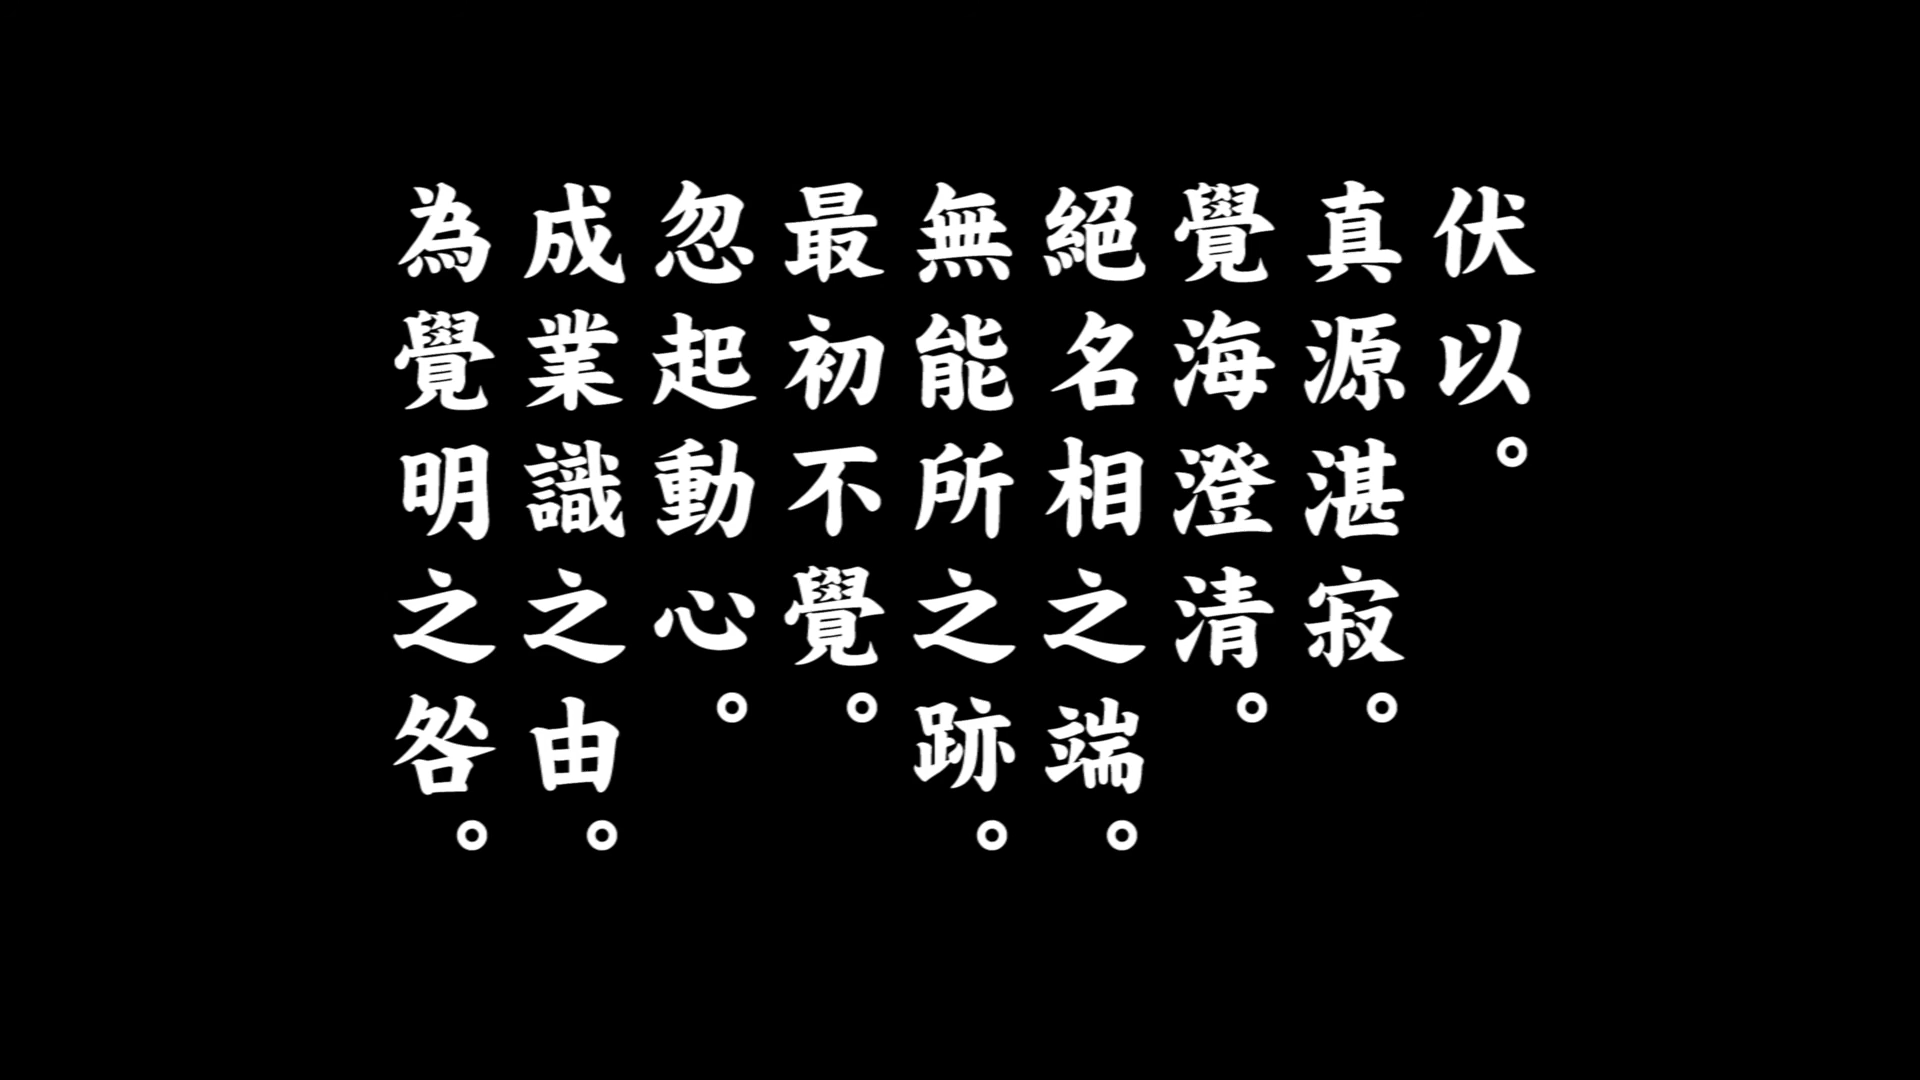 伏以。
真源湛寂。
覺海澄清。
絕名相之端。
無能所之跡。
最初不覺。
忽起動心。
成業識之由。
為覺明之咎。